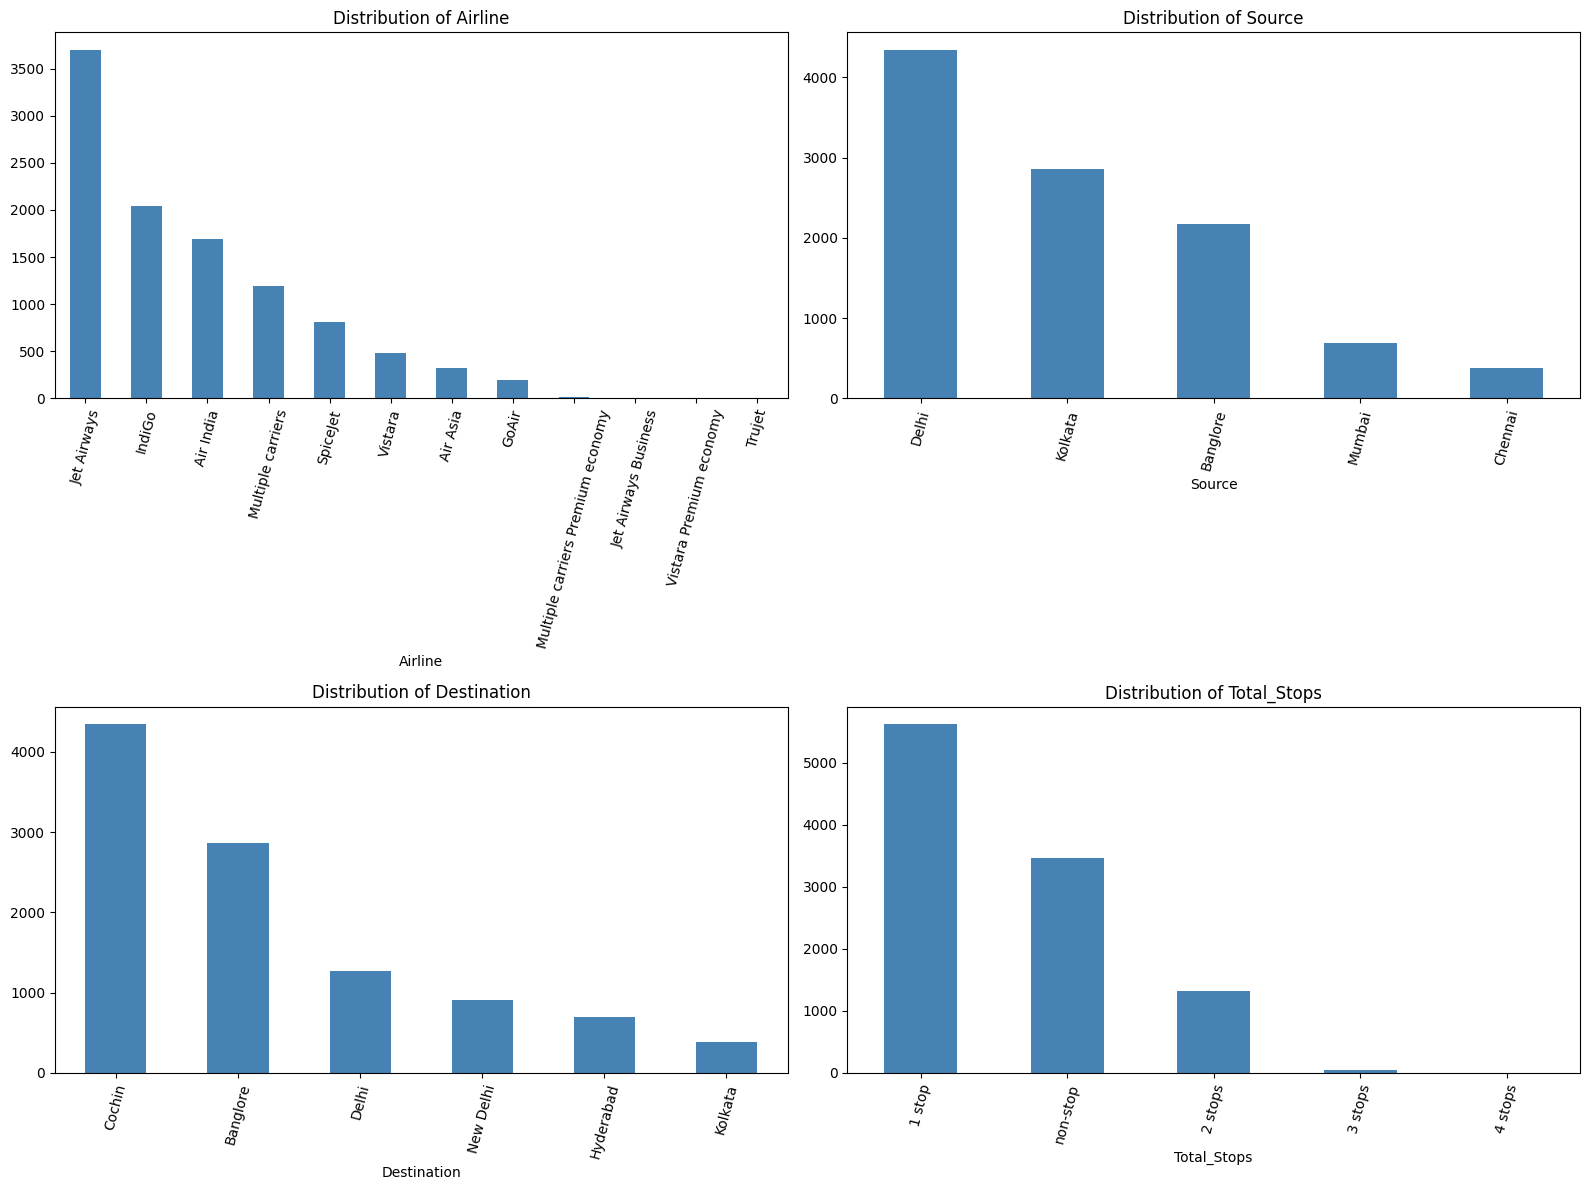 Distribution of Airline
3500
3000
2500
2000
1500
1000
500
0
Jet Airways
IndiGo
Air India
Multiple carriers
SpiceJet
Vistara
Air Asia
GoAir
Multiple carriers Premium economy
Jet Airways Business
Vistara Premium economy
Trujet
Airline
Distribution of Source
4000
3000
2000
1000
0
Delhi
Kolkata
Banglore
Mumbai
Chennai
Source
Distribution of Destination
4000
3000
2000
1000
0
Cochin
Banglore
Delhi
New Delhi
Hyderabad
Kolkata
Destination
Distribution of Total_Stops
5000
4000
3000
2000
1000
0
1 stop
non-stop
2 stops
3 stops
4 stops
Total_Stops